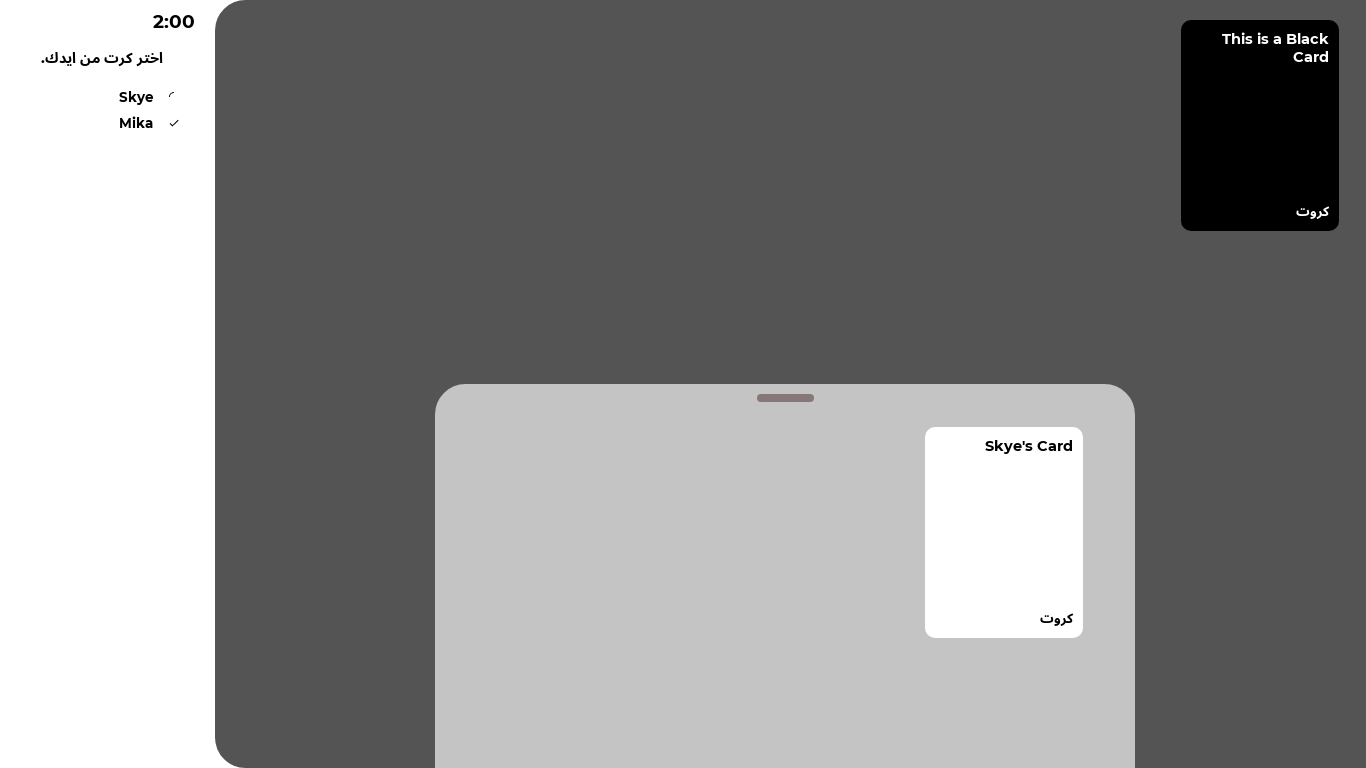 2:00
اختر كرت من ايدك.
Skye
Mika
This is a Black
Card
كروت
Skye's Card
كروت